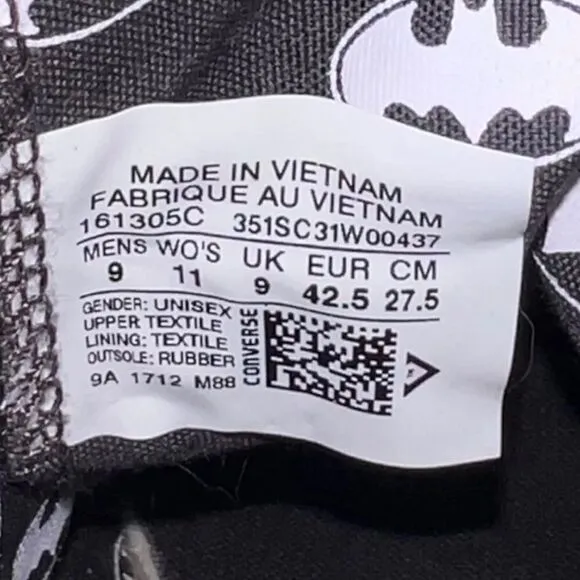 MADE IN VIETNAM
FABRIQUE AU VIETNAM
161305C 351SC31W00437
MENS WO'S UK EUR CM
9 11 9 42.5 27.5
GENDER: UNISEX
UPPER: TEXTILE
LINING: TEXTILE
OUTSOLE: RUBBER
9A 1712 M88
CONVERSE